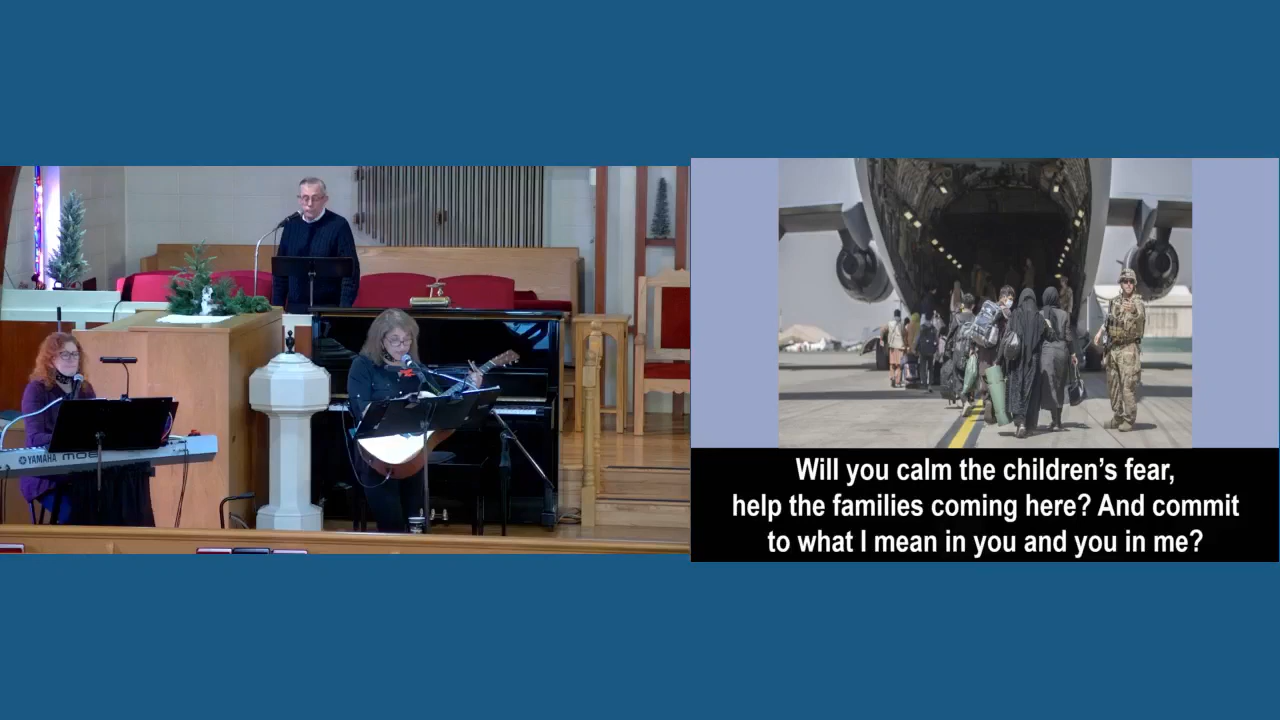 YAMAHA
Will you calm the children's fear,
help the families coming here? And commit
to what I mean in you and you in me?